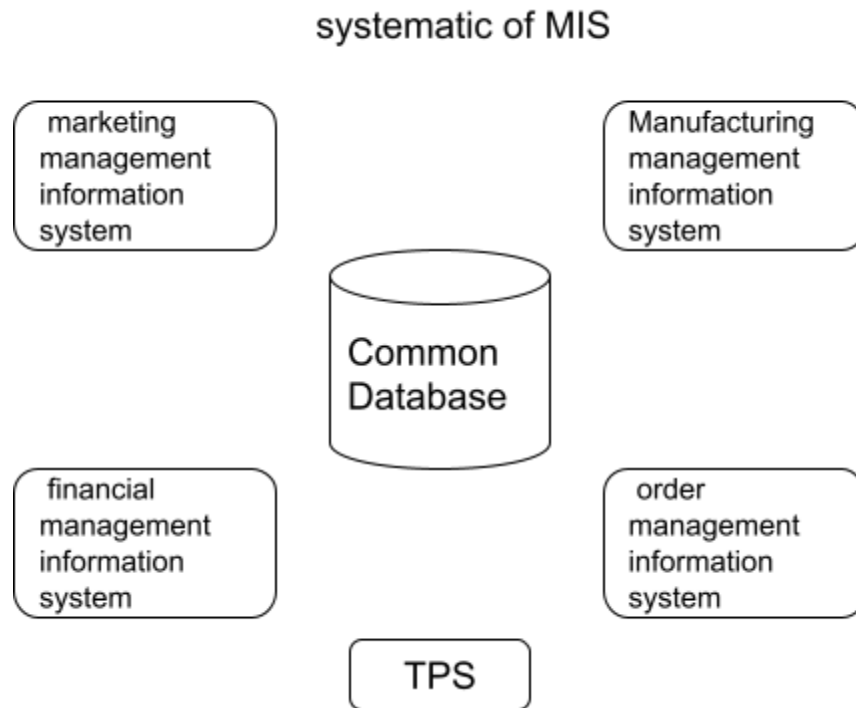 systematic of MIS
marketing
management
information
system
Manufacturing
management
information
system
Common
Database
financial
management
information
system
order
management
information
system
TPS